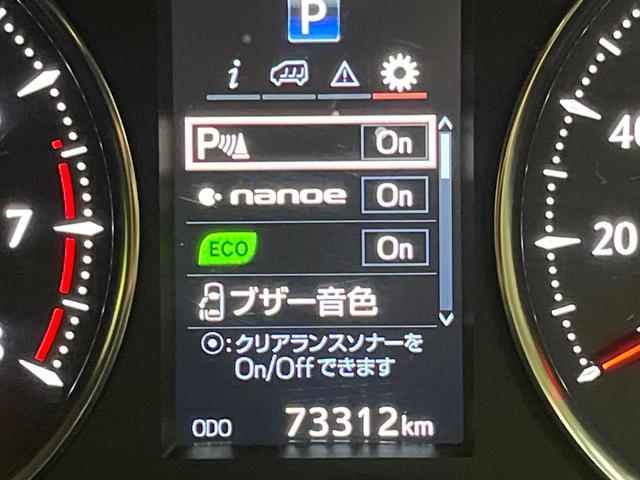 P
i
P On
nanoe On
ECO On
ブザー音色
⦿:クリアランスソナーを
On/Offできます
ODO 73312km
7
40
20